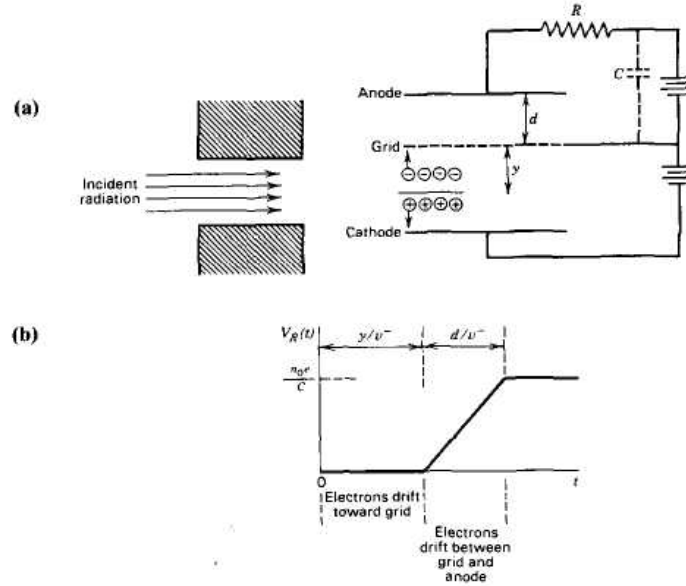 (a)
Incident
radiation
R
C
Anode
d
Grid
y
⊖ ⊖ ⊖ ⊖
⊕ ⊕ ⊕ ⊕
Cathode
(b)
V_R(t)
y/v⁻
d/v⁻
n₀e
C
0
t
Electrons drift
toward grid
Electrons
drift between
grid and
anode